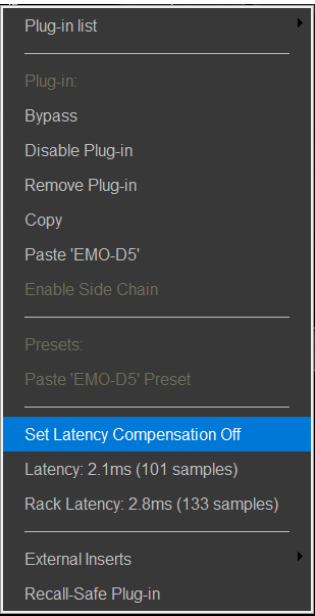 Plug-in list
Plug-in:
Bypass
Disable Plug-in
Remove Plug-in
Copy
Paste 'EMO-D5'
Enable Side Chain
Presets:
Paste 'EMO-D5' Preset
Set Latency Compensation Off
Latency: 2.1ms (101 samples)
Rack Latency: 2.8ms (133 samples)
External Inserts
Recall-Safe Plug-in